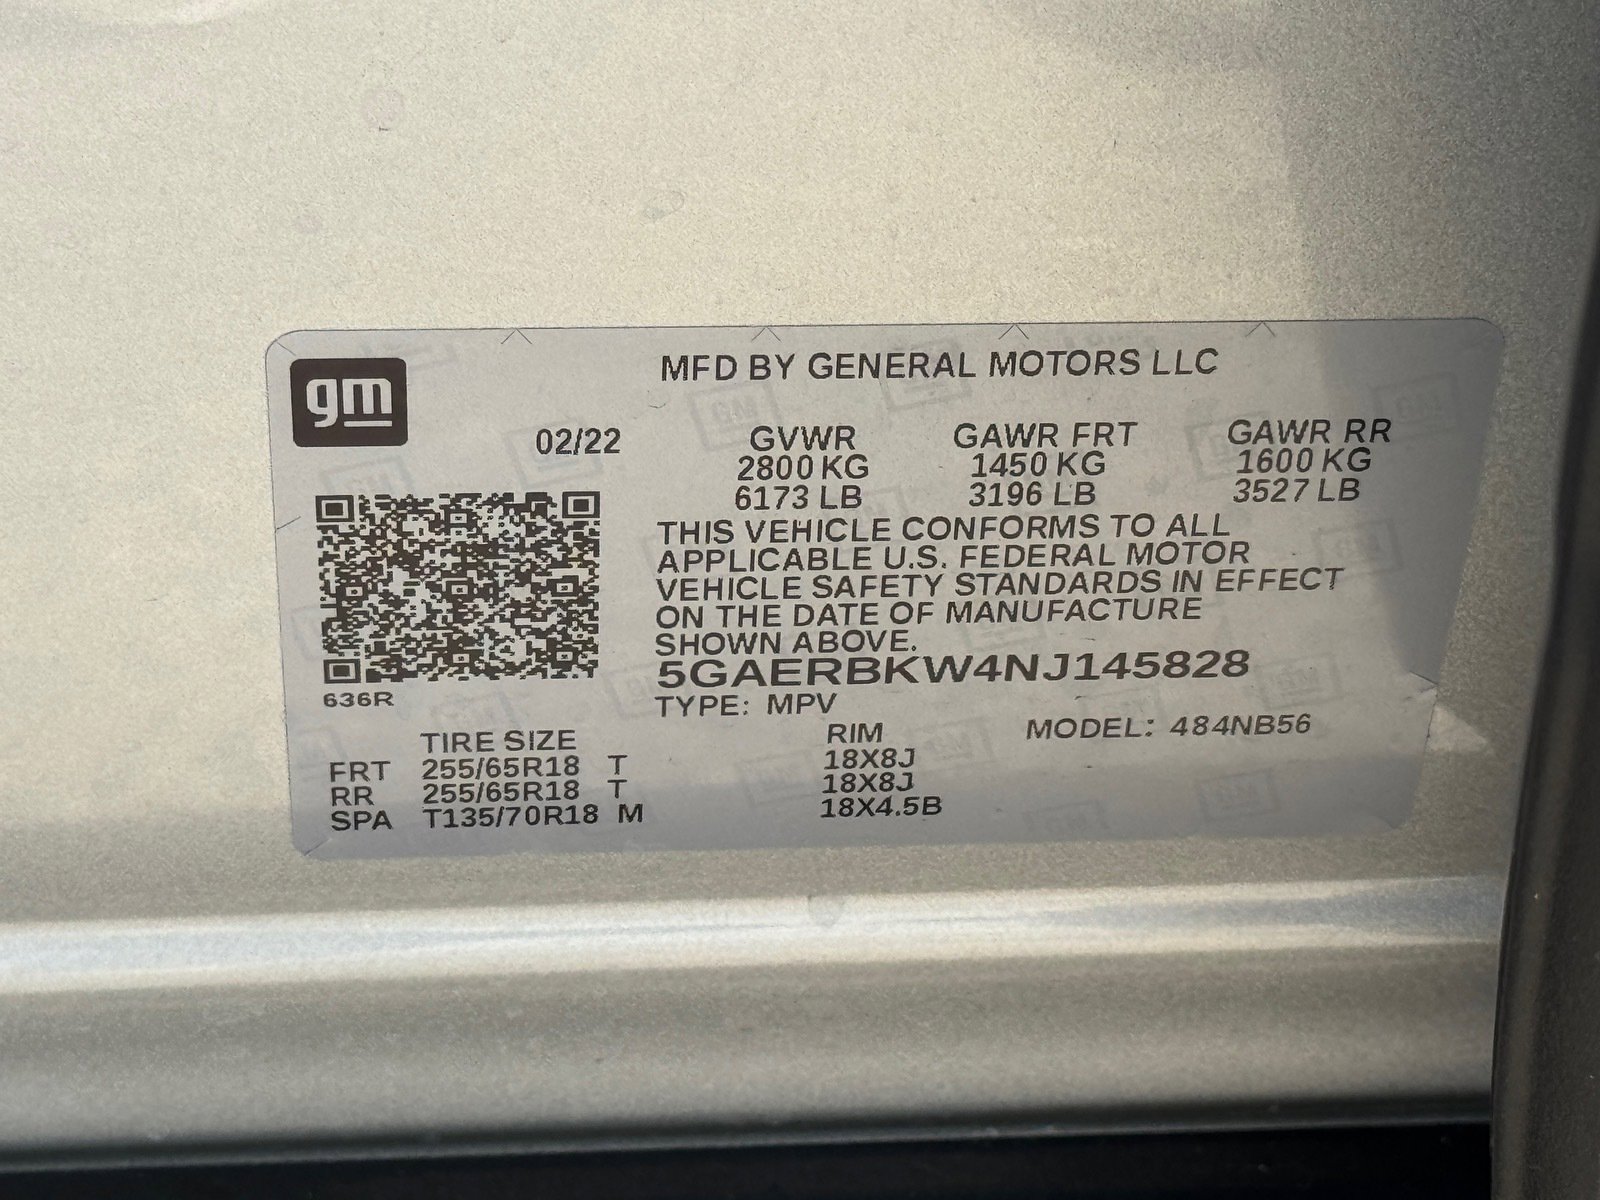 gm
MFD BY GENERAL MOTORS LLC
02/22 GVWR GAWR FRT GAWR RR
2800 KG 1450 KG 1600 KG
6173 LB 3196 LB 3527 LB
THIS VEHICLE CONFORMS TO ALL
APPLICABLE U.S. FEDERAL MOTOR
VEHICLE SAFETY STANDARDS IN EFFECT
ON THE DATE OF MANUFACTURE
SHOWN ABOVE.
5GAERBKW4NJ145828
636R
TYPE: MPV
TIRE SIZE RIM MODEL: 484NB56
FRT 255/65R18 T 18X8J
RR 255/65R18 T 18X8J
SPA T135/70R18 M 18X4.5B